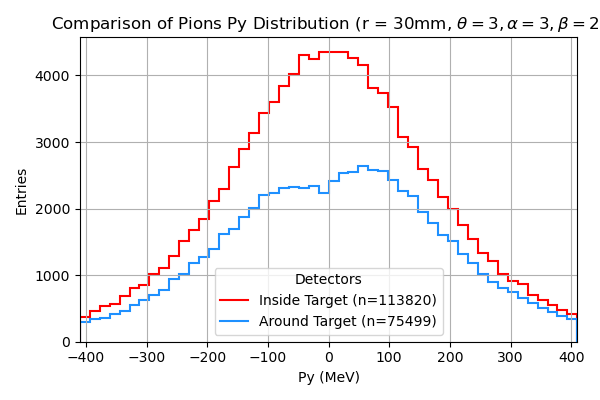 Comparison of Pions Py Distribution (r = 30mm, θ = 3, α = 3, β = 2
4000
3000
2000
1000
0
Entries
Detectors
Inside Target (n=113820)
Around Target (n=75499)
−400 −300 −200 −100 0 100 200 300 400
Py (MeV)